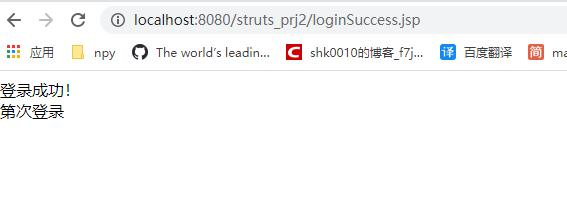 localhost:8080/struts_prj2/loginSuccess.jsp
应用 npy The world's leadin... shk0010的博客_f7j... 译 百度翻译 简 ma
登录成功!
第次登录